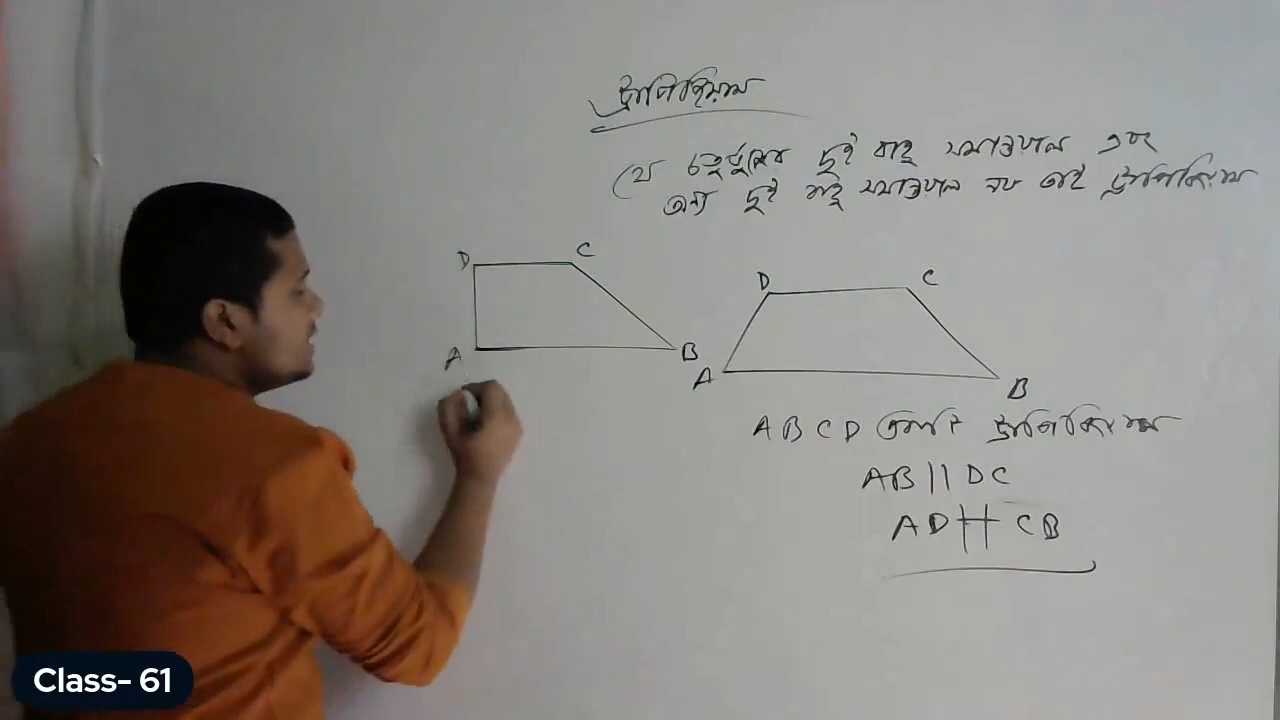 ট্রাপিজিয়াম
যে চতুর্ভুজের দুই বাহু সমান্তরাল এবং
অন্য দুই বাহু সমান্তরাল নয় তাই ট্রাপিজিয়াম
D C
A B
D C
A B
ABCD একটি ট্রাপিজিয়াম
AB || DC
AD ∦ CB
Class- 61